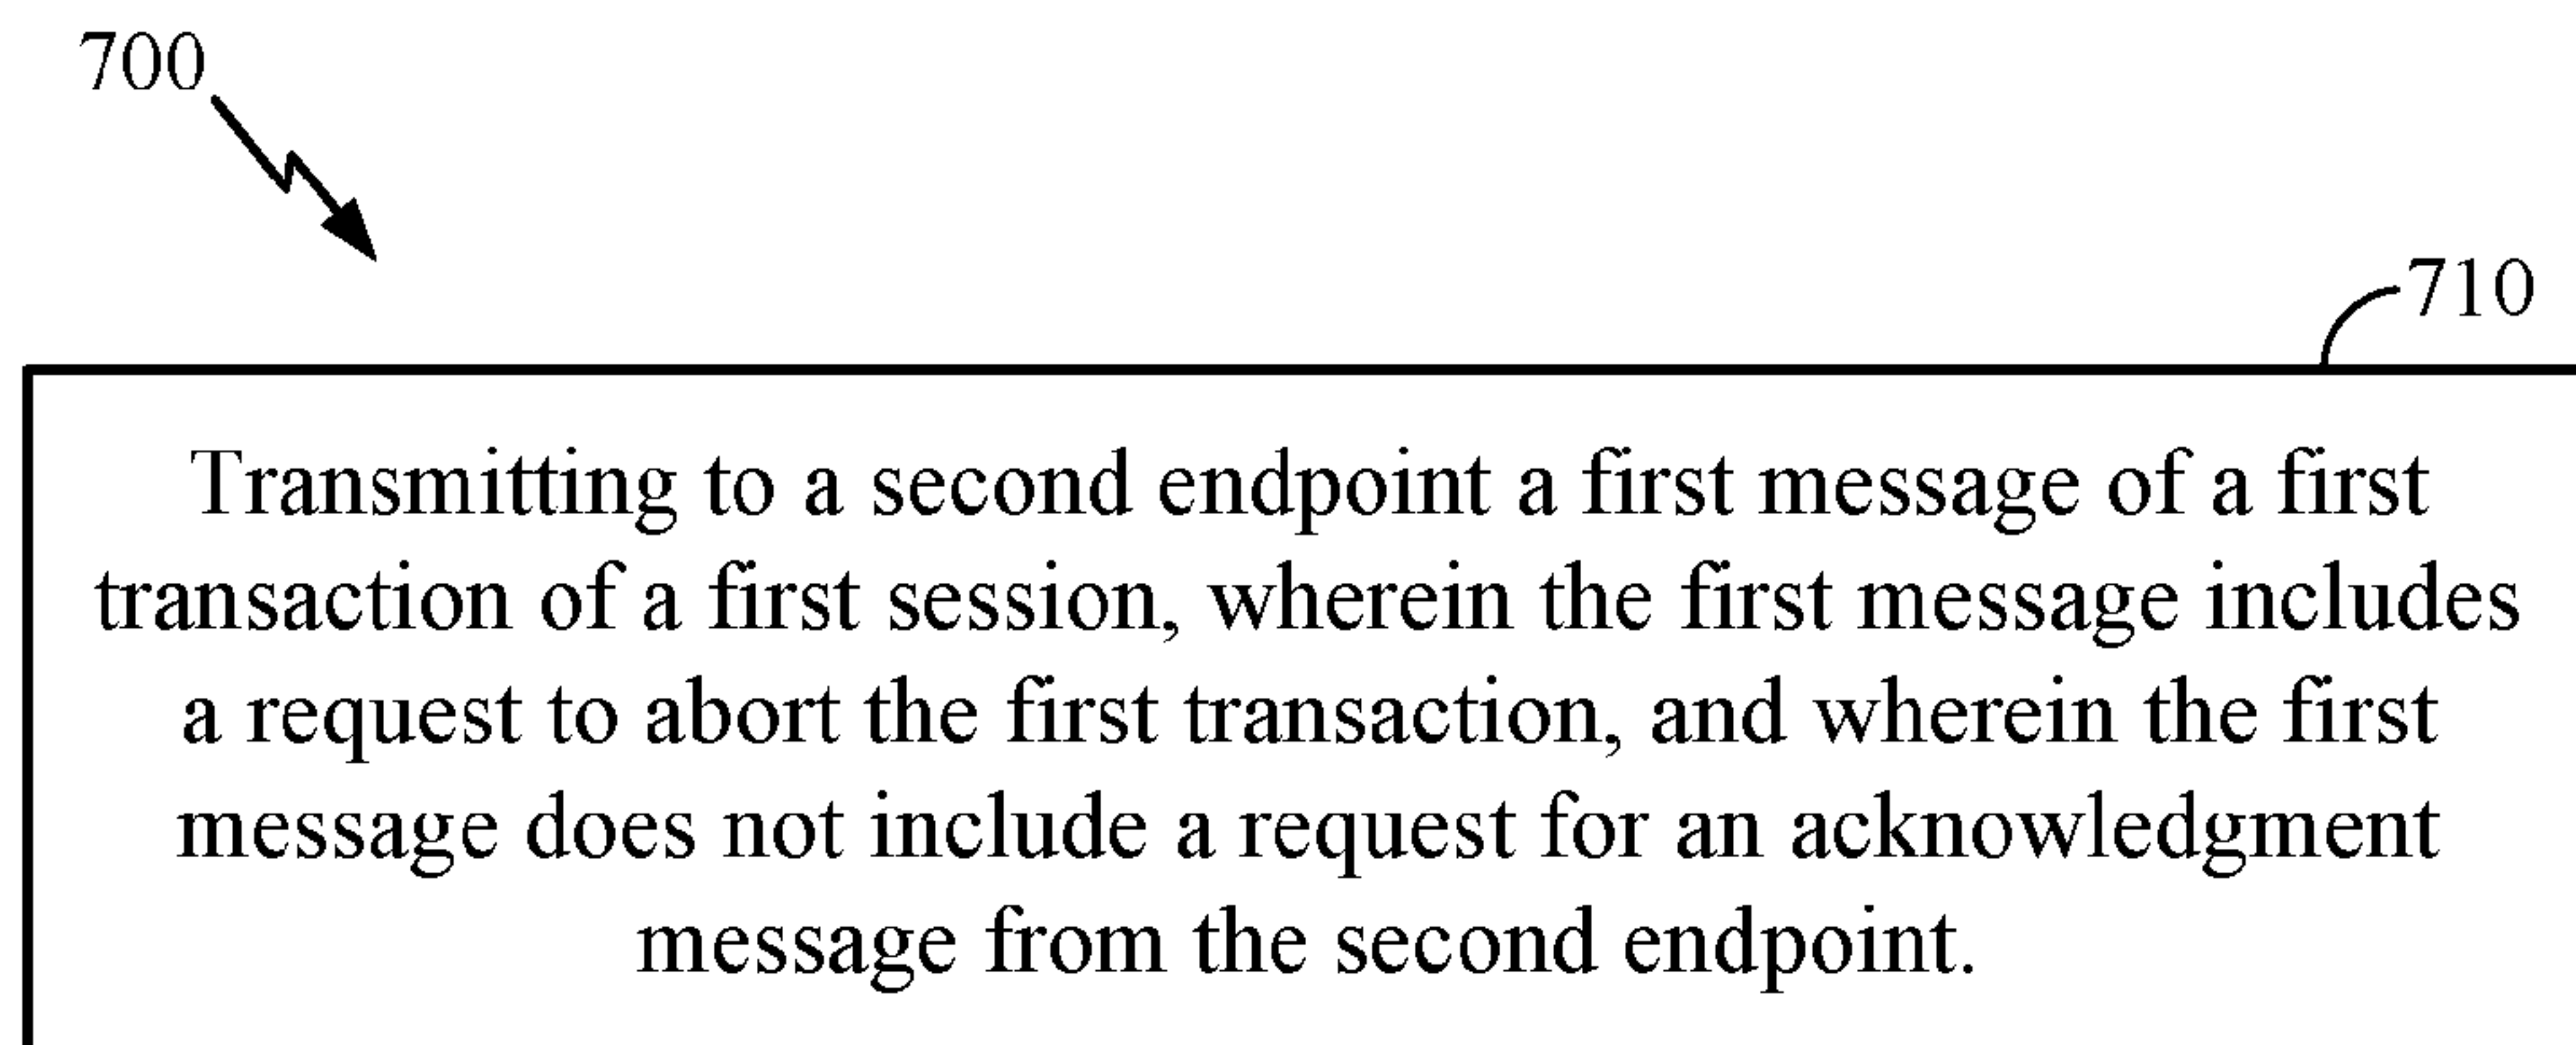 700
710
Transmitting to a second endpoint a first message of a first
transaction of a first session, wherein the first message includes
a request to abort the first transaction, and wherein the first
message does not include a request for an acknowledgment
message from the second endpoint.